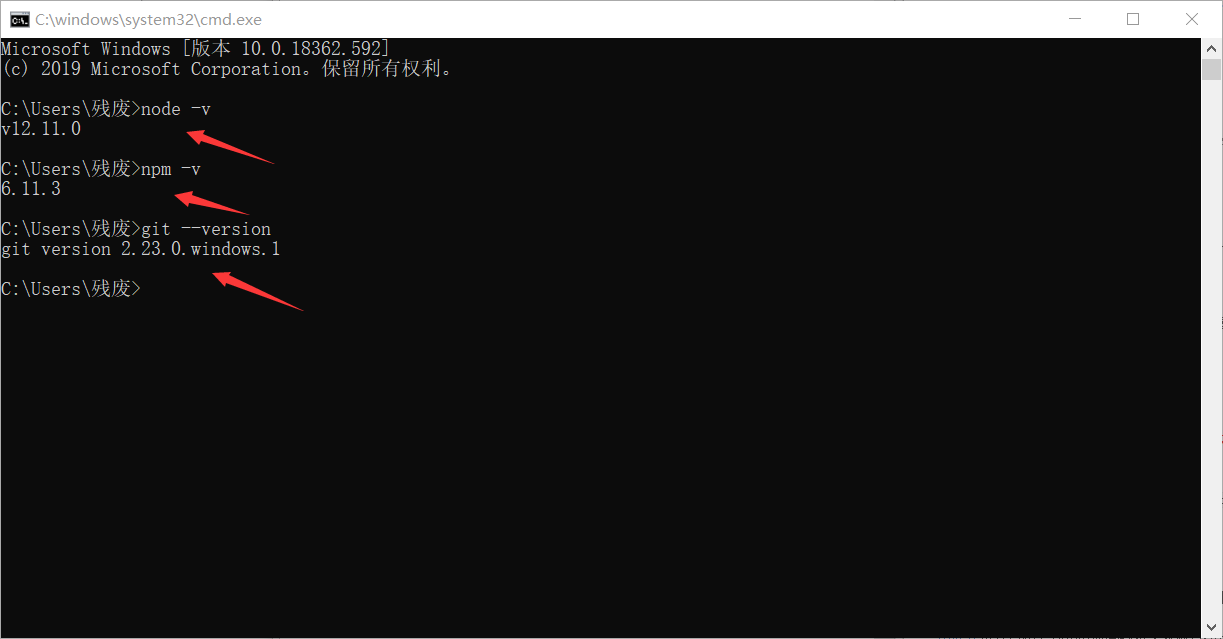 C:\windows\system32\cmd.exe
Microsoft Windows [版本 10.0.18362.592]
(c) 2019 Microsoft Corporation。保留所有权利。
C:\Users\残废>node -v
v12.11.0
C:\Users\残废>npm -v
6.11.3
C:\Users\残废>git --version
git version 2.23.0.windows.1
C:\Users\残废>